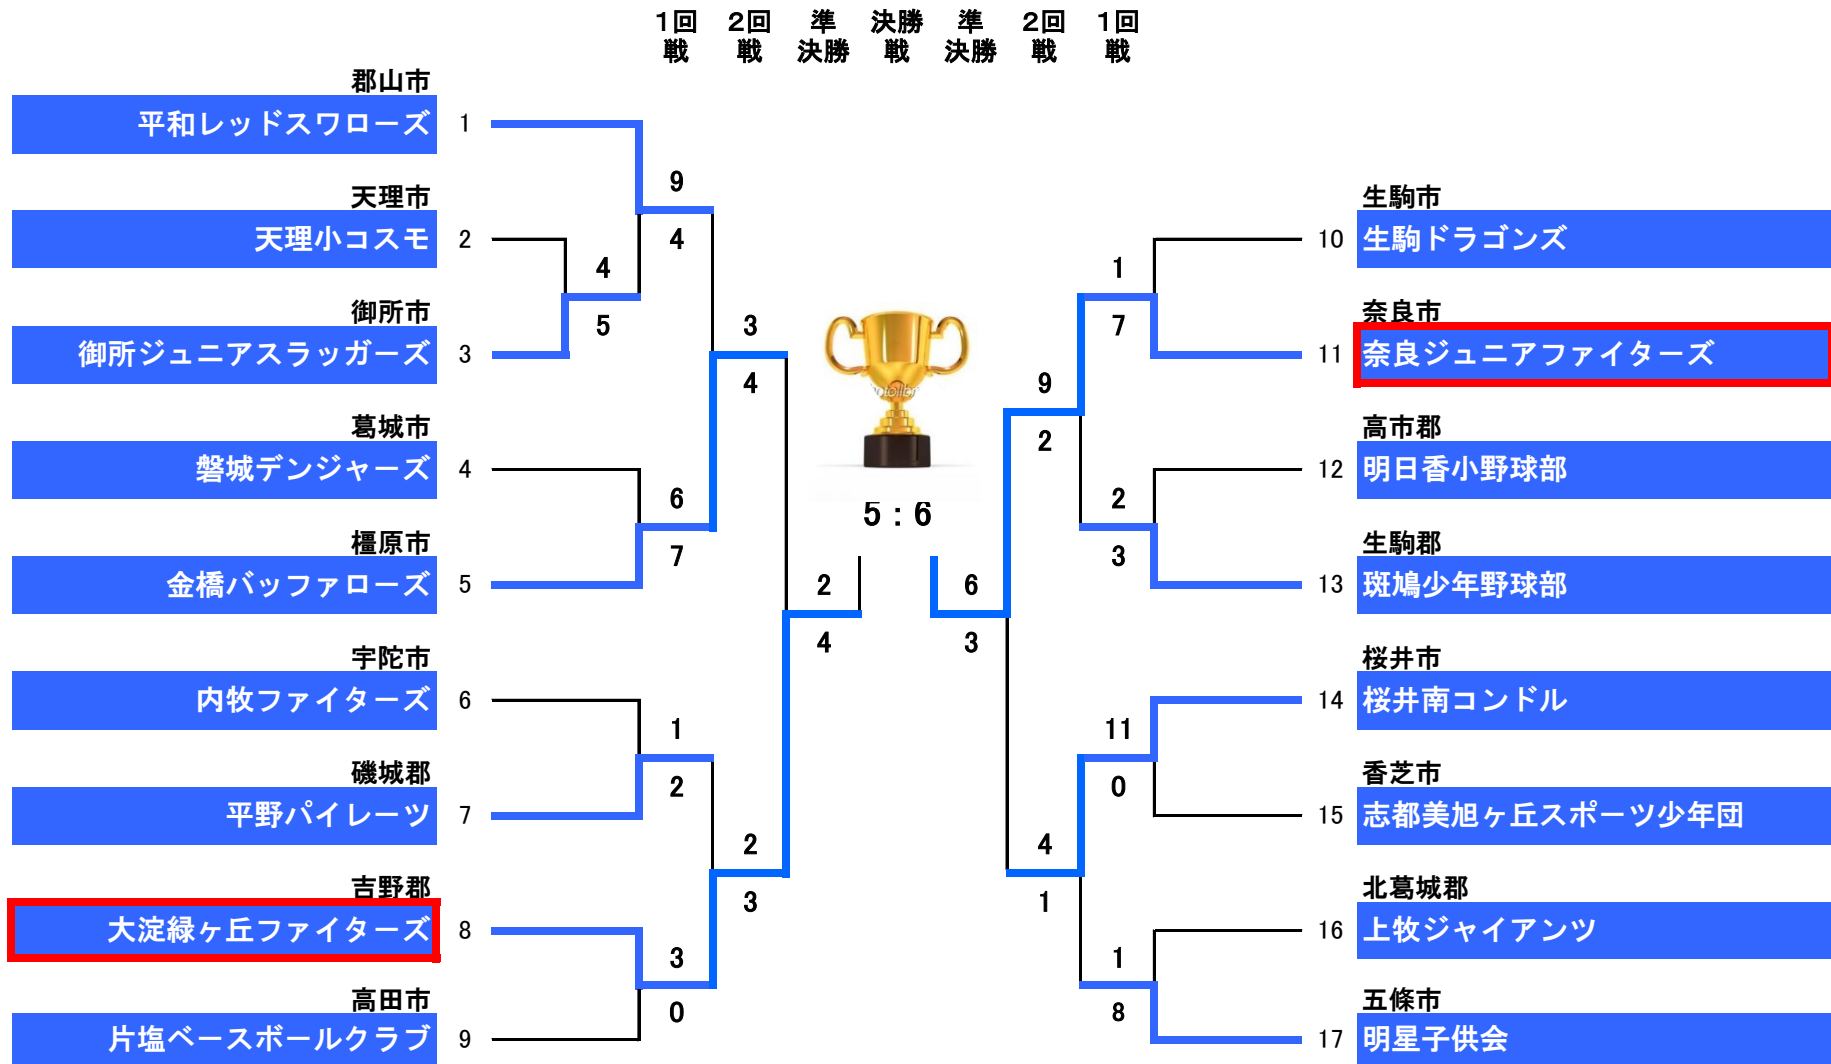 1回戦
2回戦
準決勝
決勝戦
準決勝
2回戦
1回戦
郡山市
平和レッドスワローズ 1
天理市
天理小コスモ 2
御所市
御所ジュニアスラッガーズ 3
葛城市
磐城デンジャーズ 4
橿原市
金橋バッファローズ 5
宇陀市
内牧ファイターズ 6
磯城郡
平野パイレーツ 7
吉野郡
大淀緑ヶ丘ファイターズ 8
高田市
片塩ベースボールクラブ 9
4
5
9
4
6
7
1
2
3
0
3
4
2
3
2
4
5:6
6
3
9
2
4
1
1
7
2
3
11
0
1
8
生駒市
10 生駒ドラゴンズ
奈良市
11 奈良ジュニアファイターズ
高市郡
12 明日香小野球部
生駒郡
13 斑鳩少年野球部
桜井市
14 桜井南コンドル
香芝市
15 志都美旭ヶ丘スポーツ少年団
北葛城郡
16 上牧ジャイアンツ
五條市
17 明星子供会